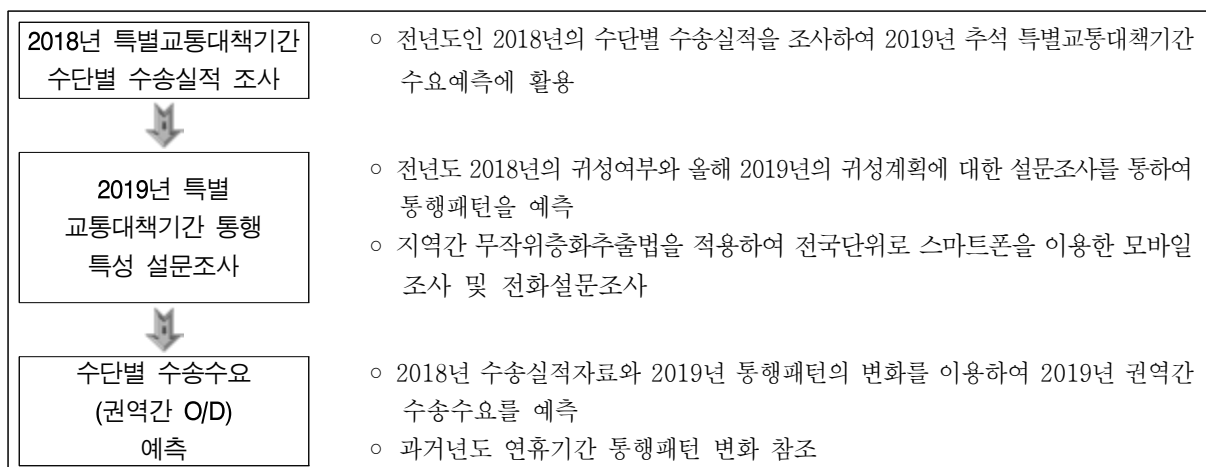 2018년 특별교통대책기간
수단별 수송실적 조사
○ 전년도인 2018년의 수단별 수송실적을 조사하여 2019년 추석 특별교통대책기간
수요예측에 활용
2019년 특별
교통대책기간 통행
특성 설문조사
○ 전년도 2018년의 귀성여부와 올해 2019년의 귀성계획에 대한 설문조사를 통하여
통행패턴을 예측
○ 지역간 무작위층화추출법을 적용하여 전국단위로 스마트폰을 이용한 모바일
조사 및 전화설문조사
수단별 수송수요
(권역간 O/D)
예측
○ 2018년 수송실적자료와 2019년 통행패턴의 변화를 이용하여 2019년 권역간
수송수요를 예측
○ 과거년도 연휴기간 통행패턴 변화 참조